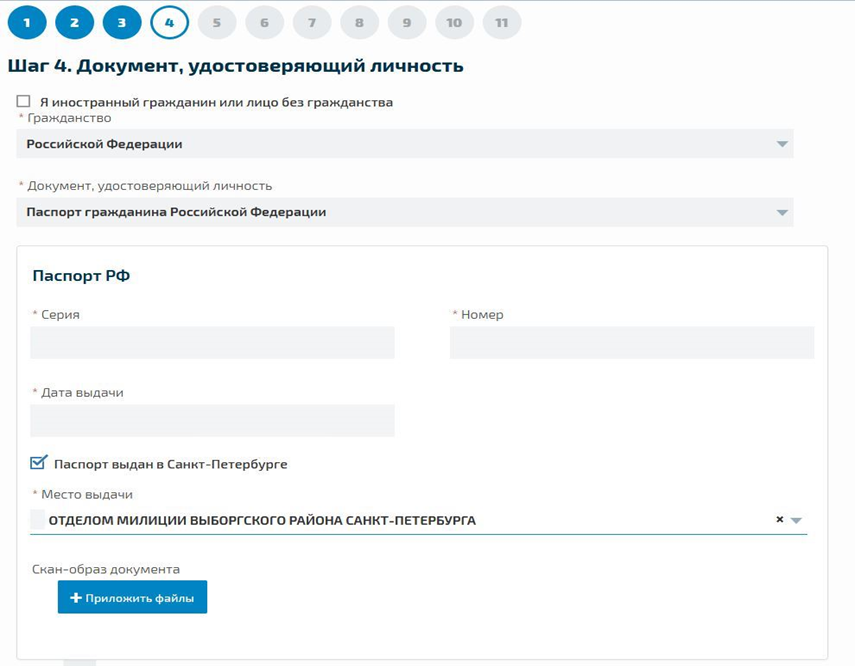 1 2 3 4 5 6 7 8 9 10 11
Шаг 4. Документ, удостоверяющий личность
Я иностранный гражданин или лицо без гражданства
* Гражданство
Российской Федерации
* Документ, удостоверяющий личность
Паспорт гражданина Российской Федерации
Паспорт РФ
* Серия * Номер
* Дата выдачи
Паспорт выдан в Санкт-Петербурге
* Место выдачи
ОТДЕЛОМ МИЛИЦИИ ВЫБОРГСКОГО РАЙОНА САНКТ-ПЕТЕРБУРГА ×
Скан-образ документа
+ Приложить файлы